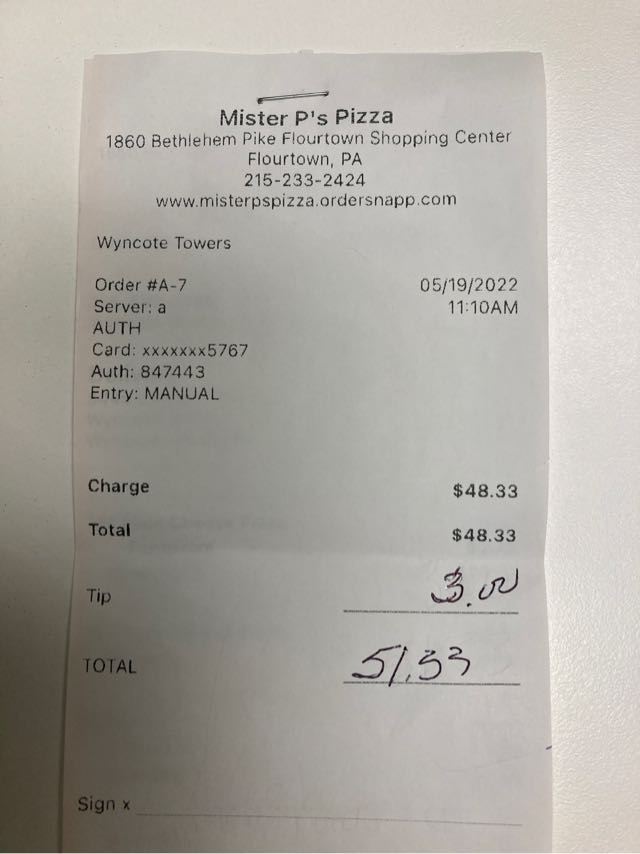 Mister P's Pizza
1860 Bethlehem Pike Flourtown Shopping Center
Flourtown, PA
215-233-2424
www.misterpspizza.ordersnapp.com
Wyncote Towers
Order #A-7 05/19/2022
Server: a 11:10AM
AUTH
Card: xxxxxxx5767
Auth: 847443
Entry: MANUAL
Charge $48.33
Total $48.33
Tip 3.00
TOTAL 51.33
Sign x